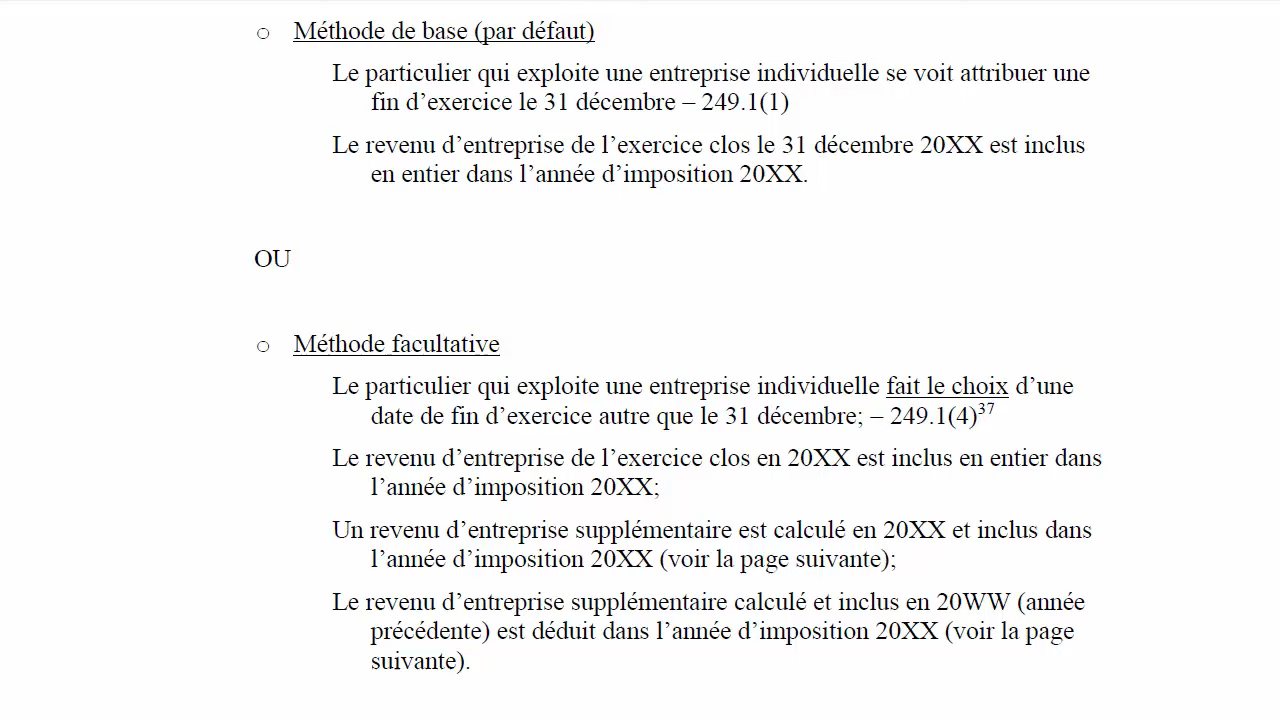 ○ Méthode de base (par défaut)
Le particulier qui exploite une entreprise individuelle se voit attribuer une
fin d’exercice le 31 décembre – 249.1(1)
Le revenu d’entreprise de l’exercice clos le 31 décembre 20XX est inclus
en entier dans l’année d’imposition 20XX.
OU
○ Méthode facultative
Le particulier qui exploite une entreprise individuelle fait le choix d’une
date de fin d’exercice autre que le 31 décembre; – 249.1(4)37
Le revenu d’entreprise de l’exercice clos en 20XX est inclus en entier dans
l’année d’imposition 20XX;
Un revenu d’entreprise supplémentaire est calculé en 20XX et inclus dans
l’année d’imposition 20XX (voir la page suivante);
Le revenu d’entreprise supplémentaire calculé et inclus en 20WW (année
précédente) est déduit dans l’année d’imposition 20XX (voir la page
suivante).